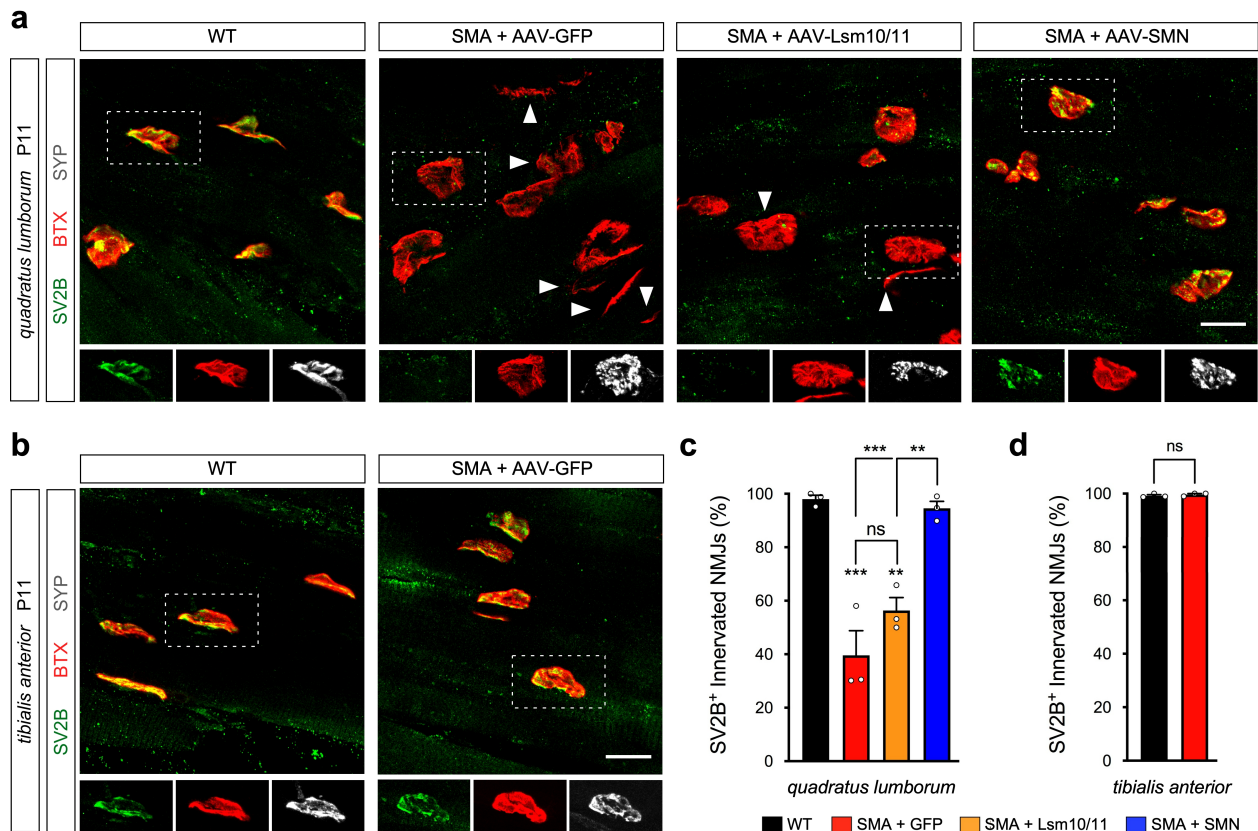 a
WT
SMA + AAV-GFP
SMA + AAV-Lsm10/11
SMA + AAV-SMN
quadratus lumborum P11
SV2B BTX SYP
b
WT
SMA + AAV-GFP
tibialis anterior P11
SV2B BTX SYP
c
SV2B+ Innervated NMJs (%)
100
80
60
40
20
0
*** **
ns
*** **
quadratus lumborum
d
SV2B+ Innervated NMJs (%)
100
80
60
40
20
0
ns
tibialis anterior
WT SMA + GFP SMA + Lsm10/11 SMA + SMN